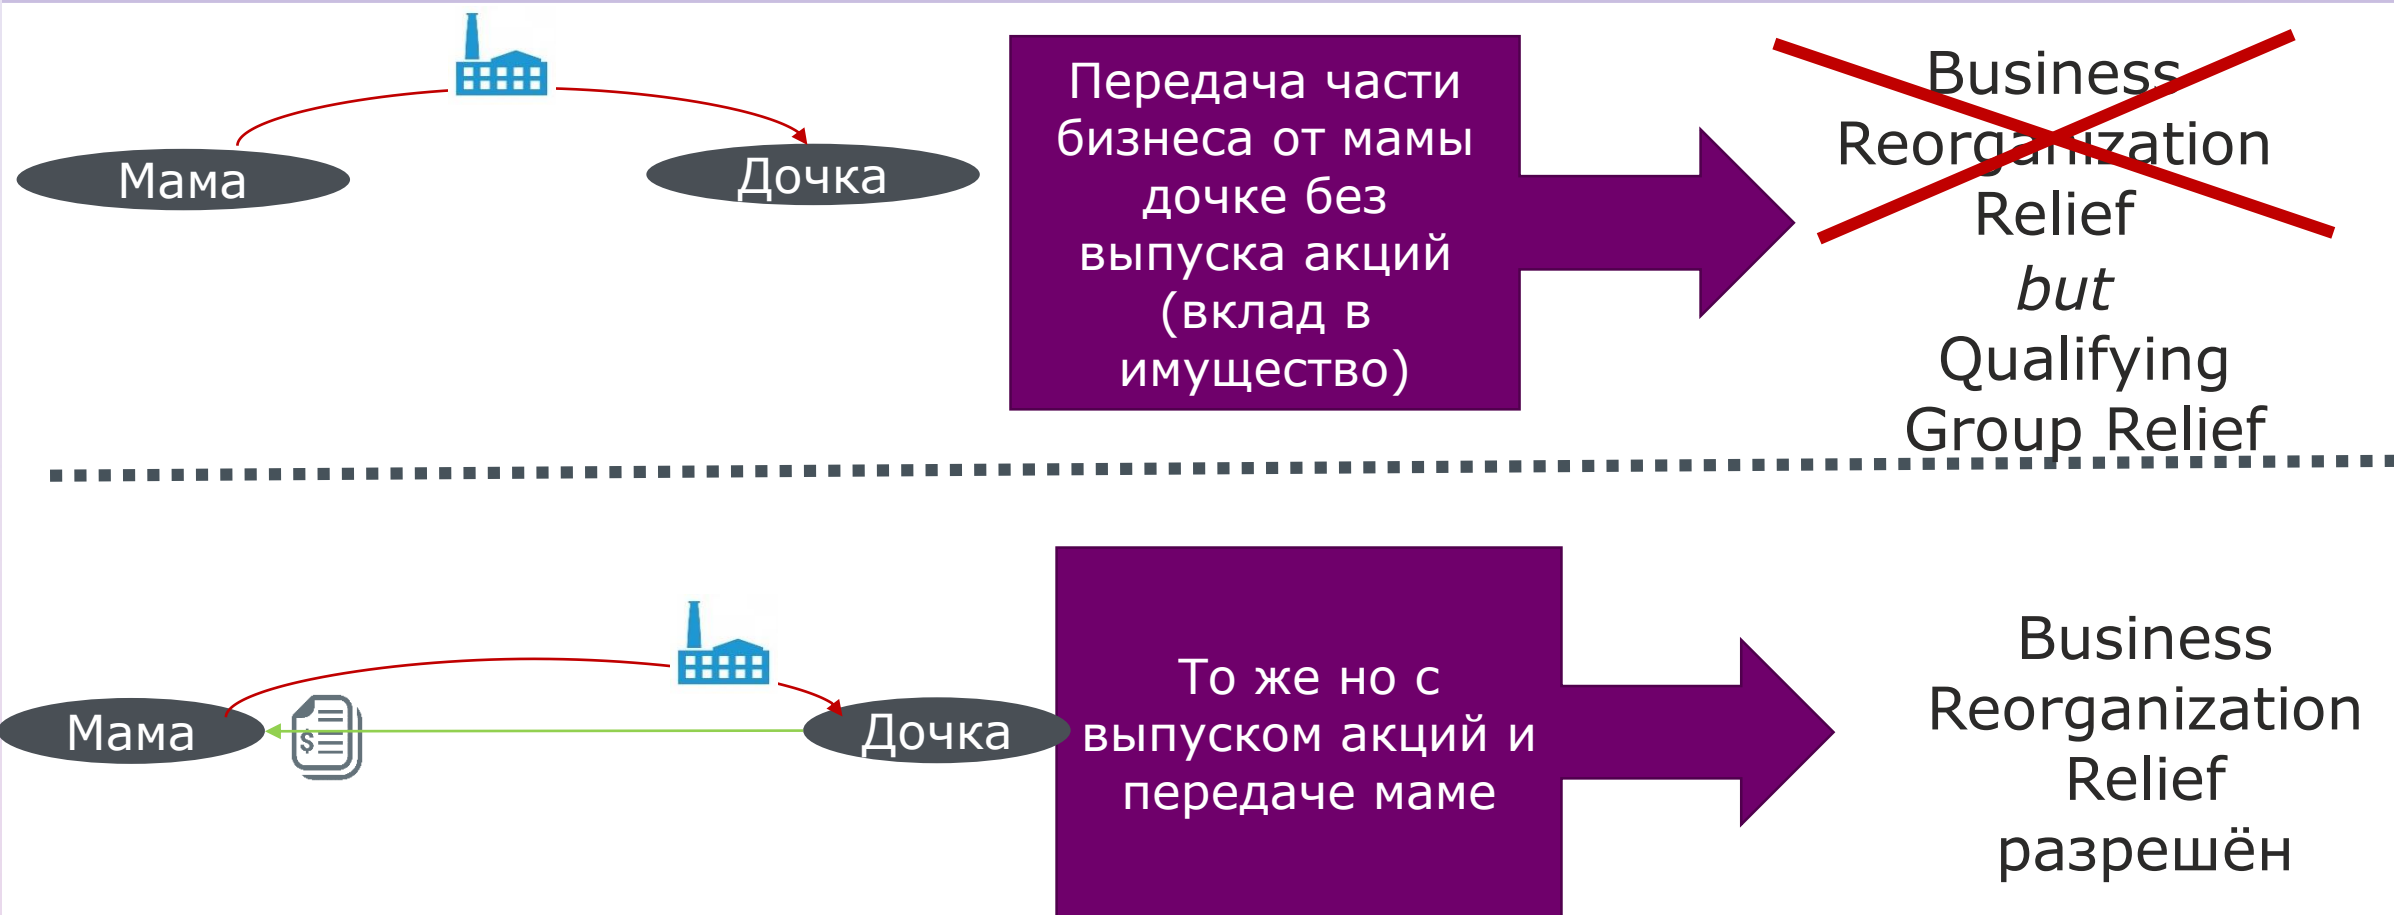 Мама
Дочка
Передача части
бизнеса от мамы
дочке без
выпуска акций
(вклад в
имущество)
Business
Reorganization
Relief
but
Qualifying
Group Relief
Мама
$
Дочка
То же но с
выпуском акций и
передаче маме
Business
Reorganization
Relief
разрешён